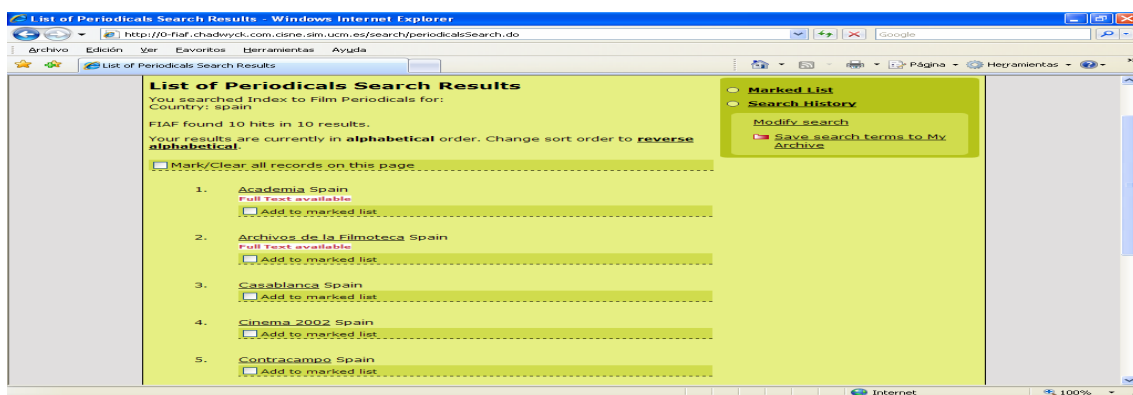 List of Periodicals Search Results - Windows Internet Explorer
http://0-fiaf.chadwyck.com.cisne.sim.ucm.es/search/periodicalsSearch.do
Google
Archivo Edición Ver Favoritos Herramientas Ayuda
List of Periodicals Search Results
Página
Herramientas
List of Periodicals Search Results
You searched Index to Film Periodicals for:
Country: spain
FIAF found 10 hits in 10 results.
Your results are currently in alphabetical order. Change sort order to reverse
alphabetical.
Mark/Clear all records on this page
1. Academia Spain
Full Text available
Add to marked list
2. Archivos de la Filmoteca Spain
Full Text available
Add to marked list
3. Casablanca Spain
Add to marked list
4. Cinema 2002 Spain
Add to marked list
5. Contracampo Spain
Add to marked list
Marked List
Search History
Modify search
Save search terms to My
Archive
Internet
100%